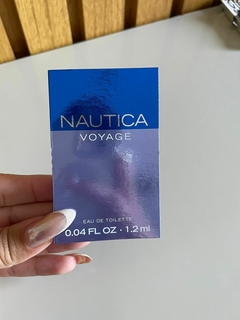 NAUTICA
VOYAGE
EAU DE TOILETTE
0.04 FL OZ · 1.2 ml